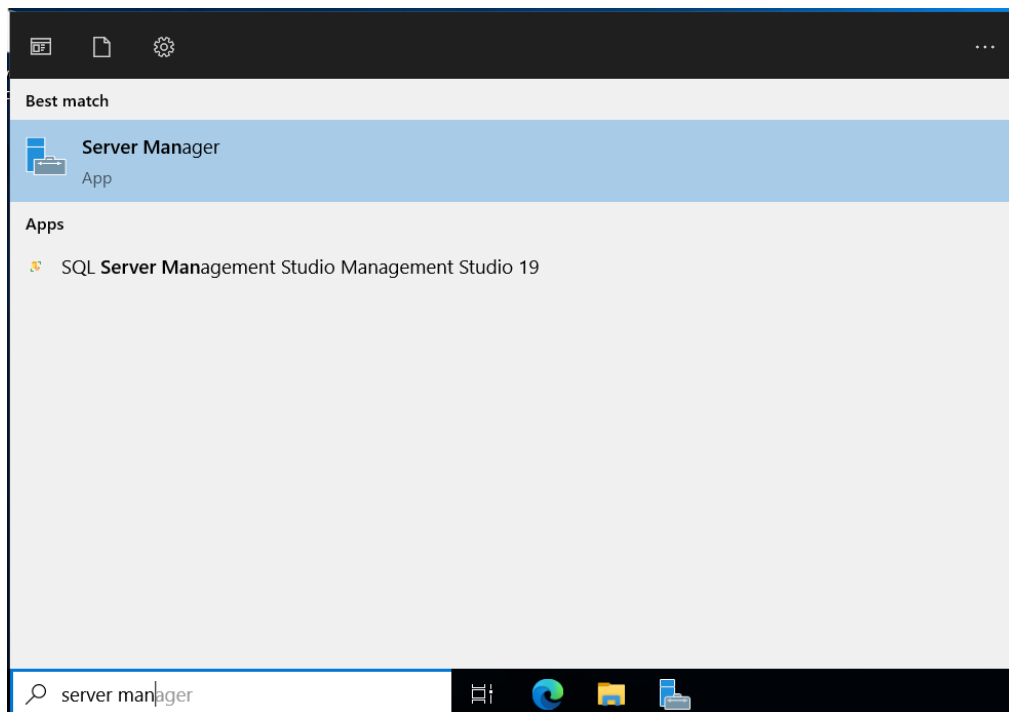 Best match
Server Manager
App
Apps
SQL Server Management Studio Management Studio 19
server manager